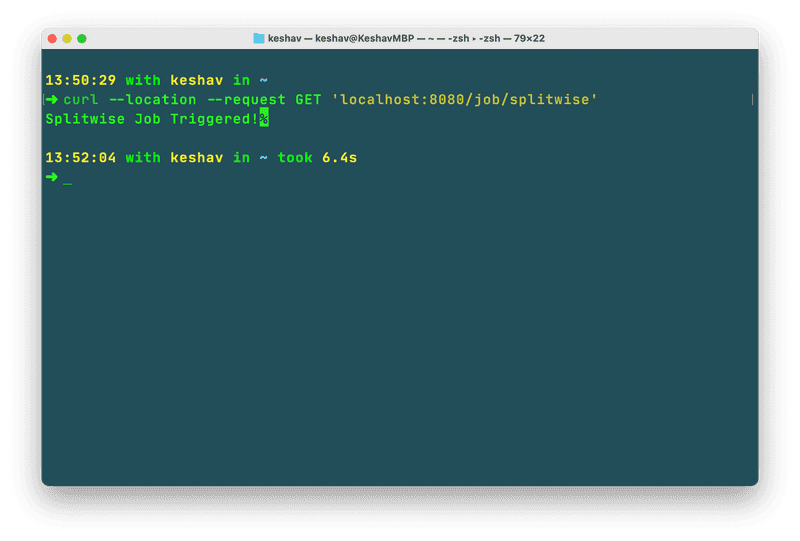 keshav — keshav@KeshavMBP — ~ — -zsh ▸ -zsh — 79×22
13:50:29 with keshav in ~
➜ curl --location --request GET 'localhost:8080/job/splitwise'
Splitwise Job Triggered!%
13:52:04 with keshav in ~ took 6.4s
➜ _